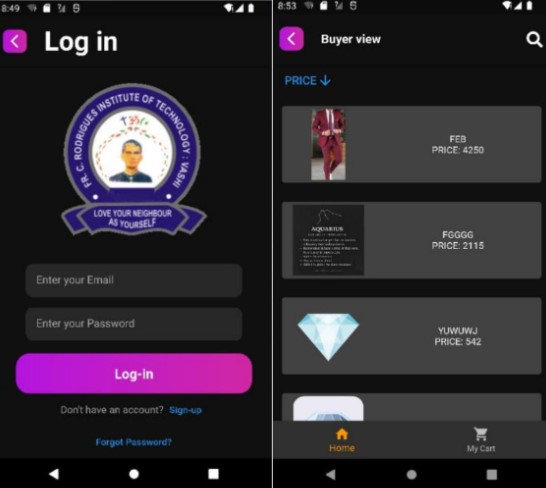 8:49
Log in
FR. C. RODRIGUES INSTITUTE OF TECHNOLOGY : VASHI
LOVE YOUR NEIGHBOUR
AS YOURSELF
Enter your Email
Enter your Password
Log-in
Don't have an account? Sign-up
Forgot Password?
8:53
Buyer view
PRICE
FEB
PRICE: 4250
AQUARIUS
FGGGG
PRICE: 2115
YUWUWJ
PRICE: 542
Home
My Cart